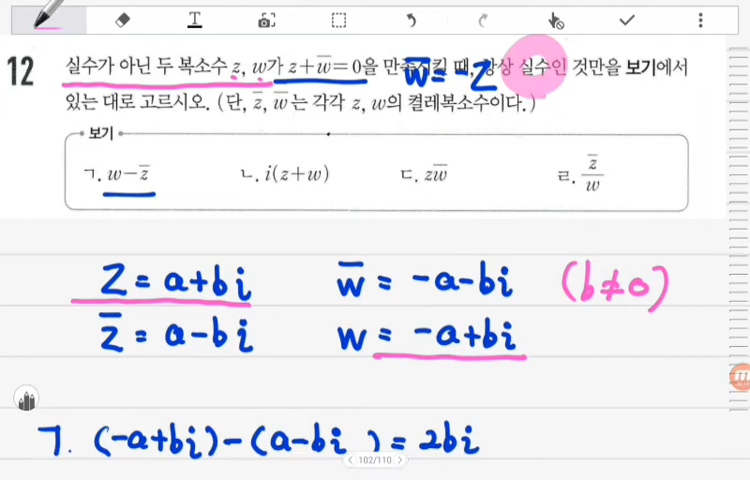 12 실수가 아닌 두 복소수 z, w가 z+w̅=0을 만족시킬 때, 항상 실수인 것만을 보기에서
w̅=-z
있는 대로 고르시오. (단, z̅, w̅는 각각 z, w의 켤레복소수이다.)
보기
ㄱ. w-z̅ ㄴ. i(z+w) ㄷ. zw̅ ㄹ. z̅/w
z = a+bi w̅ = -a-bi (b≠0)
z̅ = a-bi w = -a+bi
ㄱ. (-a+bi)-(a-bi)=2bi
102/110